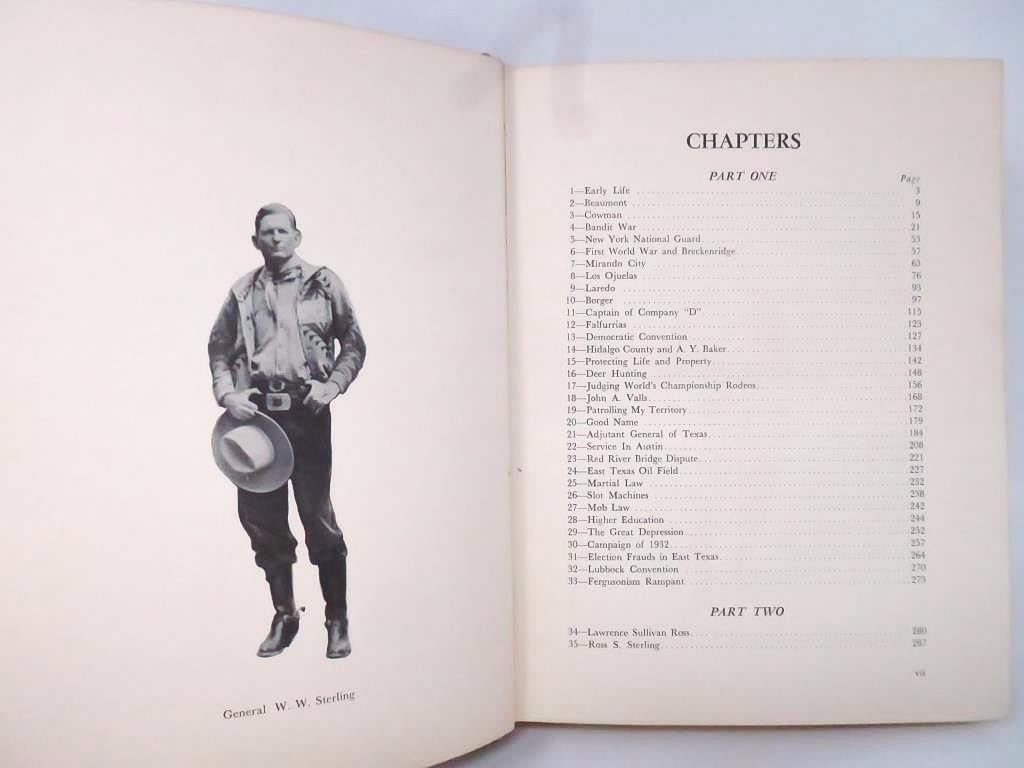 General W. W. Sterling
CHAPTERS
PART ONE
Page
1—Early Life 3
2—Beaumont 9
3—Cowman 15
4—Bandit War 21
5—New York National Guard 53
6—First World War and Breckenridge 57
7—Mirando City 63
8—Los Ojuelas 76
9—Laredo 93
10—Borger 97
11—Captain of Company "D" 115
12—Falfurrias 123
13—Democratic Convention 127
14—Hidalgo County and A. Y. Baker 134
15—Protecting Life and Property 142
16—Deer Hunting 148
17—Judging World's Championship Rodeos 156
18—John A. Valls 168
19—Patrolling My Territory 172
20—Good Name 179
21—Adjutant General of Texas 184
22—Service In Austin 208
23—Red River Bridge Dispute 221
24—East Texas Oil Field 227
25—Martial Law 232
26—Slot Machines 238
27—Mob Law 242
28—Higher Education 244
29—The Great Depression 252
30—Campaign of 1932 257
31—Election Frauds in East Texas 264
32—Lubbock Convention 270
33—Fergusonism Rampant 273
PART TWO
34—Lawrence Sullivan Ross 280
35—Ross S. Sterling 287
vii